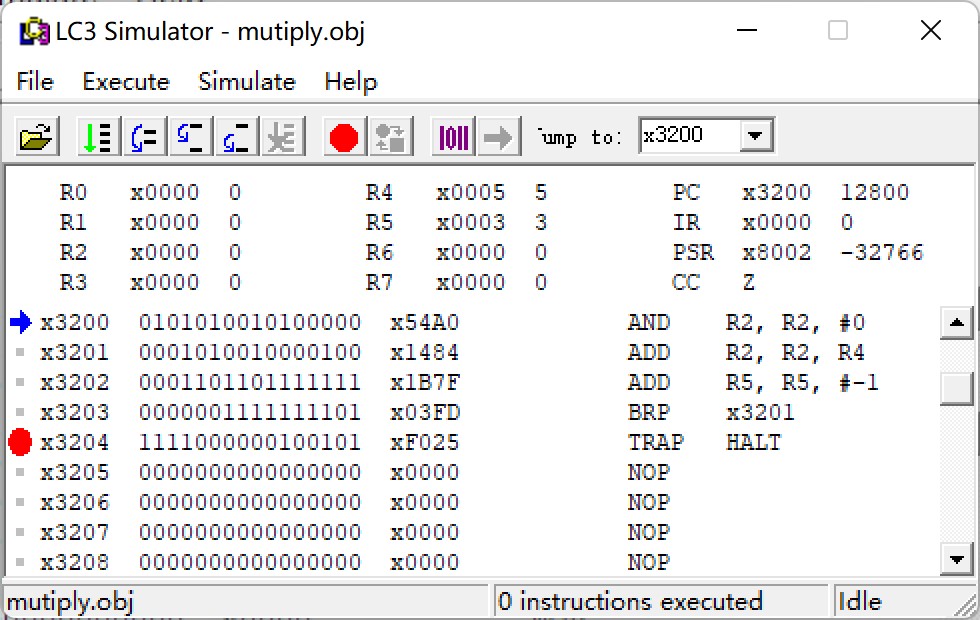 LC3 Simulator - mutiply.obj
File Execute Simulate Help
Jump to: x3200
R0 x0000 0 R4 x0005 5 PC x3200 12800
R1 x0000 0 R5 x0003 3 IR x0000 0
R2 x0000 0 R6 x0000 0 PSR x8002 -32766
R3 x0000 0 R7 x0000 0 CC Z
x3200 0101010010100000 x54A0 AND R2, R2, #0
x3201 0001010010000100 x1484 ADD R2, R2, R4
x3202 0001101101111111 x1B7F ADD R5, R5, #-1
x3203 0000001111111101 x03FD BRP x3201
x3204 1111000000100101 xF025 TRAP HALT
x3205 0000000000000000 x0000 NOP
x3206 0000000000000000 x0000 NOP
x3207 0000000000000000 x0000 NOP
x3208 0000000000000000 x0000 NOP
mutiply.obj 0 instructions executed Idle